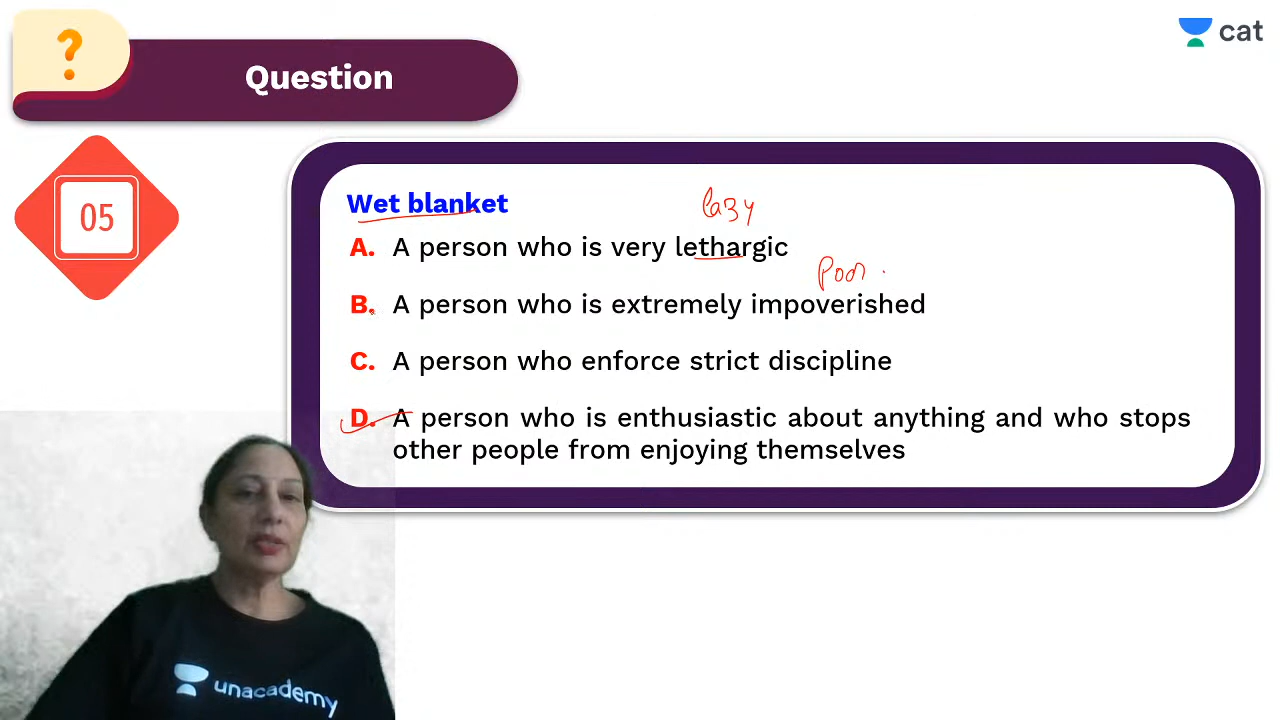 ?
Question
cat
05
Wet blanket
lazy
A. A person who is very lethargic
Poor
B. A person who is extremely impoverished
C. A person who enforce strict discipline
D. A person who is enthusiastic about anything and who stops
other people from enjoying themselves
unacademy